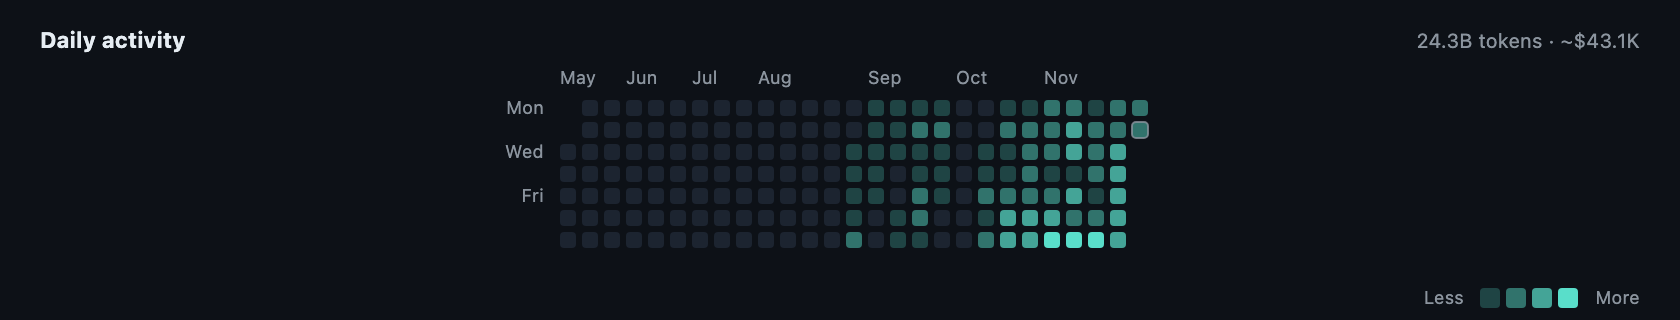 Daily activity
24.3B tokens · ~$43.1K
May Jun Jul Aug Sep Oct Nov
Mon
Wed
Fri
Less More